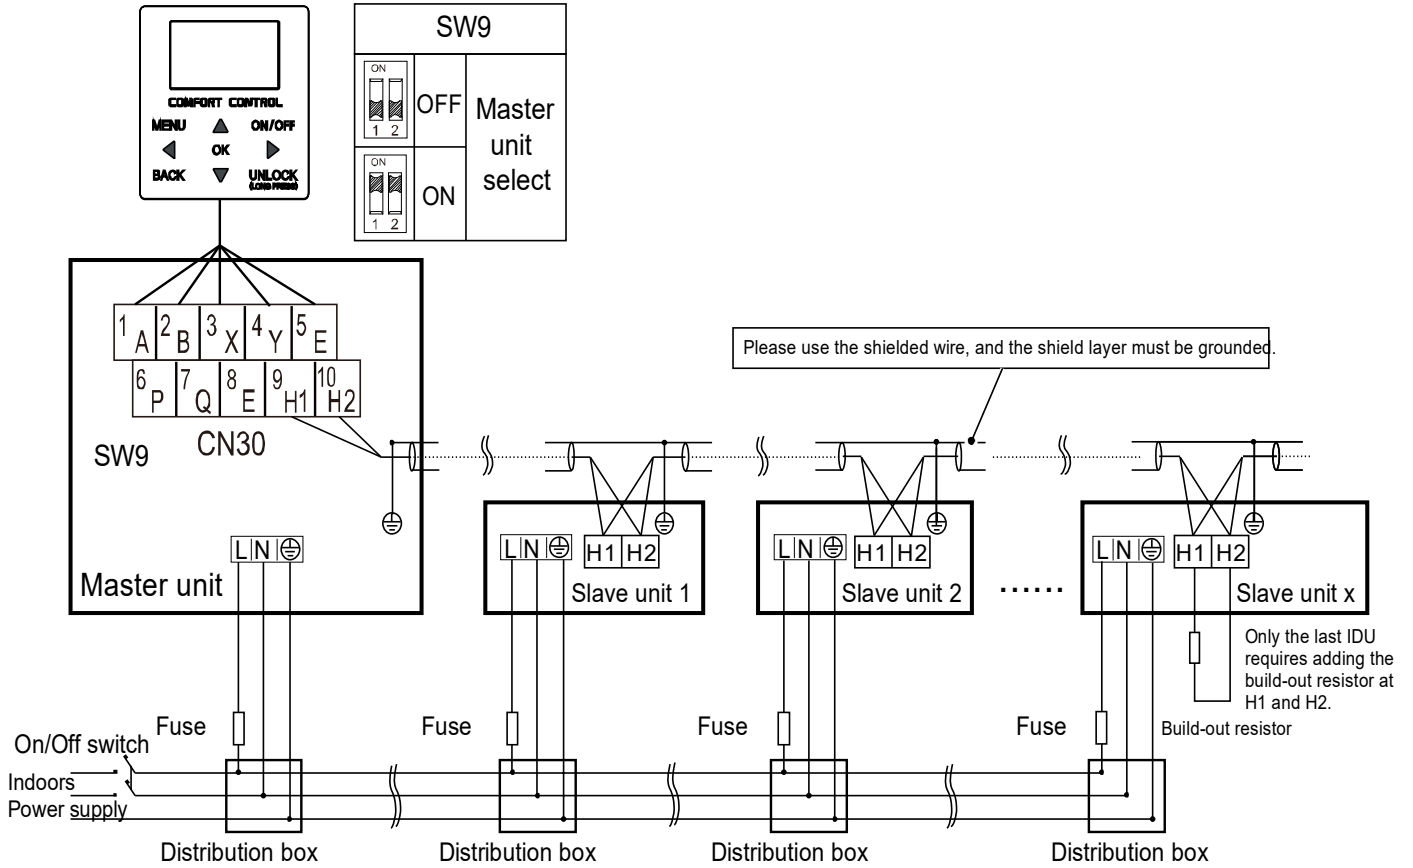 COMFORT CONTROL
MENU
ON/OFF
OK
BACK
UNLOCK
(LONG PRESS)
SW9
ON
1 2
OFF
ON
1 2
ON
Master
unit
select
1 A 2 B 3 X 4 Y 5 E
6 P 7 Q 8 E 9 H1 10 H2
SW9
CN30
Please use the shielded wire, and the shield layer must be grounded.
L N
Master unit
L N
H1 H2
Slave unit 1
L N
H1 H2
Slave unit 2
......
L N
H1 H2
Slave unit x
Only the last IDU
requires adding the
build-out resistor at
H1 and H2.
Build-out resistor
Fuse
Fuse
Fuse
Fuse
On/Off switch
Indoors
Power supply
Distribution box
Distribution box
Distribution box
Distribution box